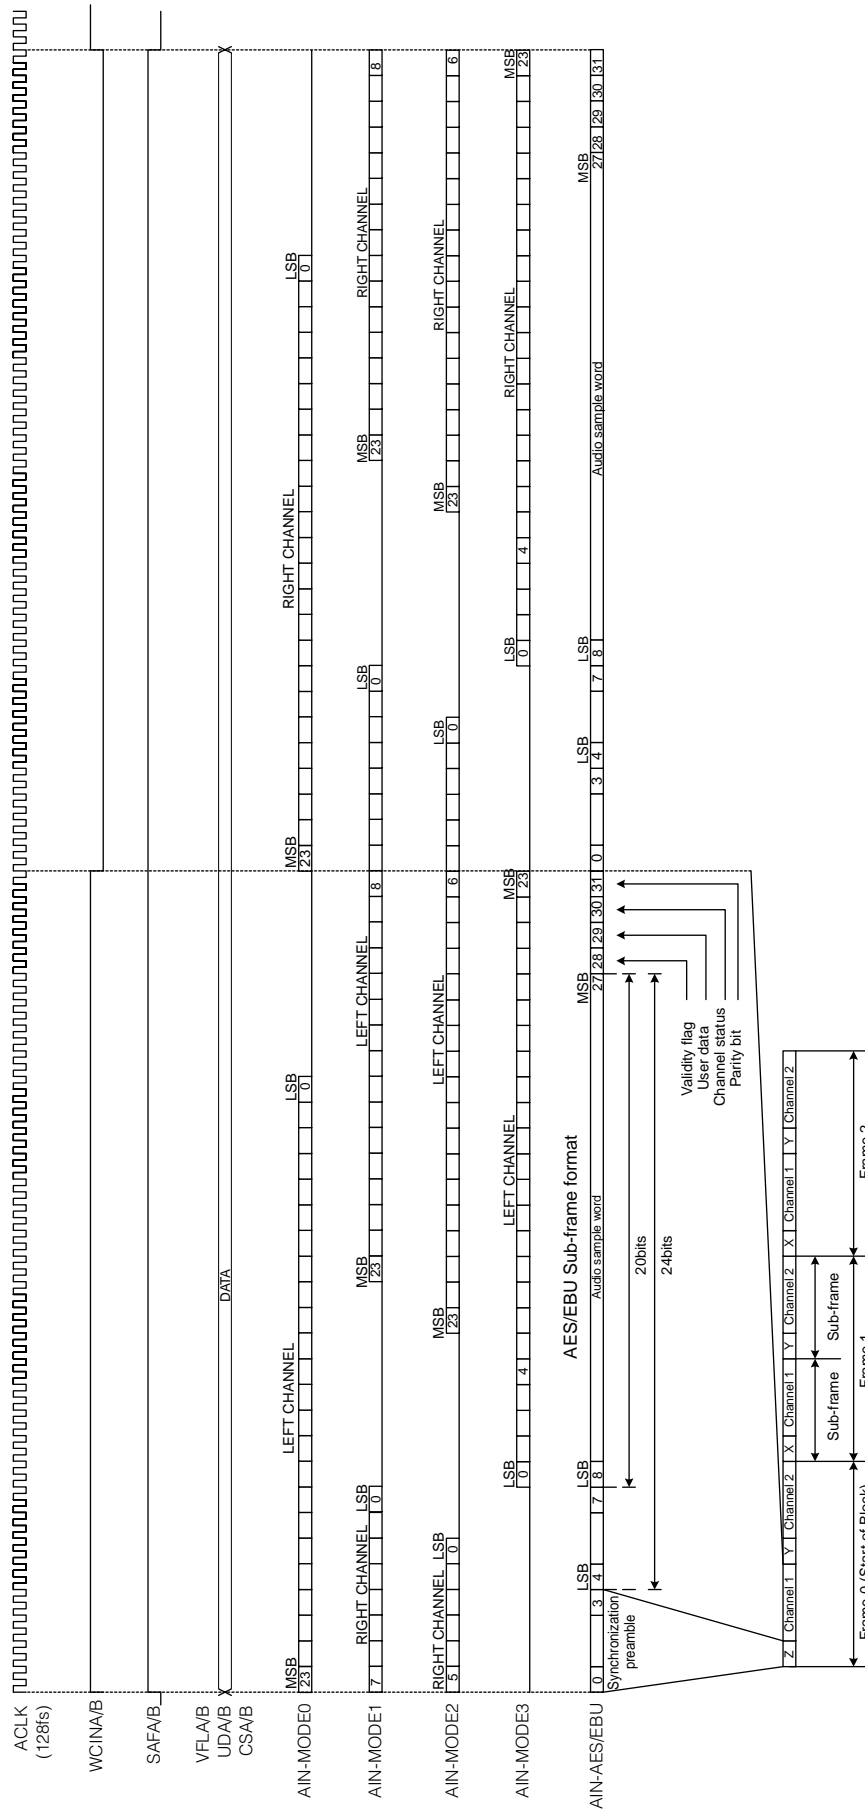 ACLK
(128fs)
WCINA/B
SAFA/B
VFLA/B
UDA/B
CSA/B
DATA
AIN-MODE0
MSB LEFT CHANNEL LSB MSB RIGHT CHANNEL LSB
23 0 23 0
AIN-MODE1
RIGHT CHANNEL LSB MSB LEFT CHANNEL LSB MSB RIGHT CHANNEL
7 0 23 8 0 23 8
AIN-MODE2
RIGHT CHANNEL LSB MSB LEFT CHANNEL LSB MSB RIGHT CHANNEL
5 0 23 6 0 23 6
AIN-MODE3
LSB LEFT CHANNEL MSB LSB RIGHT CHANNEL MSB
0 4 23 0 4 23
AES/EBU Sub-frame format
AIN-AES/EBU
LSB LSB MSB LSB LSB MSB
0 3 4 7 8 Audio sample word 27 28 29 30 31 0 3 4 7 8 Audio sample word 27 28 29 30 31
Synchronization
preamble
20bits
24bits
Validity flag
User data
Channel status
Parity bit
Z Channel 1 Y Channel 2 X Channel 1 Y Channel 2 X Channel 1 Y Channel 2
Sub-frame Sub-frame
Frame 0 (Start of Block) Frame 1 Frame 2